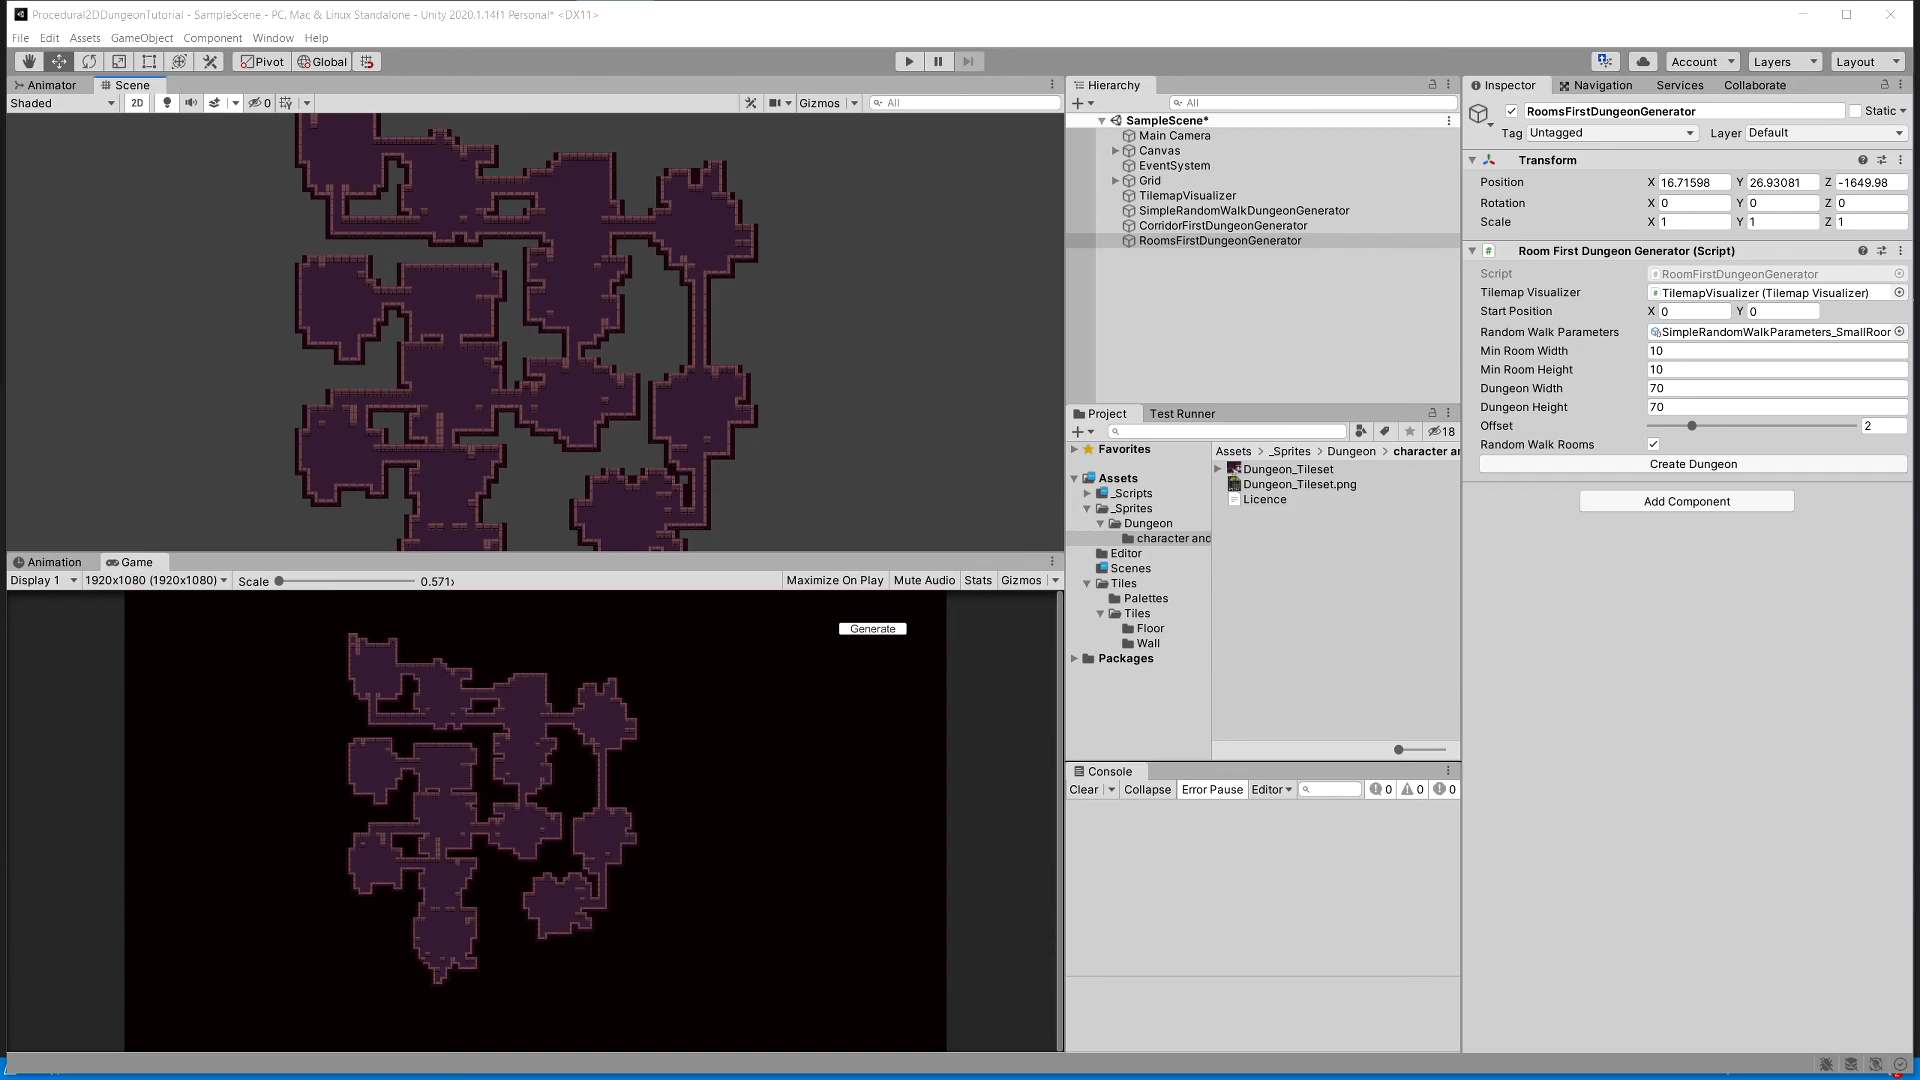 Procedural2DDungeonTutorial - SampleScene - PC, Mac & Linux Standalone - Unity 2020.1.14f1 Personal* <DX11>
File Edit Assets GameObject Component Window Help
Pivot Global Account Layers Layout
Animator Scene
Shaded 2D 0 Gizmos All
Hierarchy
All
SampleScene*
Main Camera
Canvas
EventSystem
Grid
TilemapVisualizer
SimpleRandomWalkDungeonGenerator
CorridorFirstDungeonGenerator
RoomsFirstDungeonGenerator
Inspector Navigation Services Collaborate
RoomsFirstDungeonGenerator Static
Tag Untagged Layer Default
Transform
Position X 16.71598 Y 26.93081 Z -1649.98
Rotation X 0 Y 0 Z 0
Scale X 1 Y 1 Z 1
# Room First Dungeon Generator (Script)
Script RoomFirstDungeonGenerator
Tilemap Visualizer TilemapVisualizer (Tilemap Visualizer)
Start Position X 0 Y 0
Random Walk Parameters SimpleRandomWalkParameters_SmallRoor
Min Room Width 10
Min Room Height 10
Dungeon Width 70
Dungeon Height 70
Offset 2
Random Walk Rooms
Create Dungeon
Add Component
Project Test Runner
18
Favorites
Assets
_Scripts
_Sprites
Dungeon
character and
Editor
Scenes
Tiles
Palettes
Tiles
Floor
Wall
Packages
Assets > _Sprites > Dungeon > character an
Dungeon_Tileset
Dungeon_Tileset.png
Licence
Animation Game
Display 1 1920x1080 (1920x1080) Scale 0.571x Maximize On Play Mute Audio Stats Gizmos
Generate
Console
Clear Collapse Error Pause Editor 0 0 0